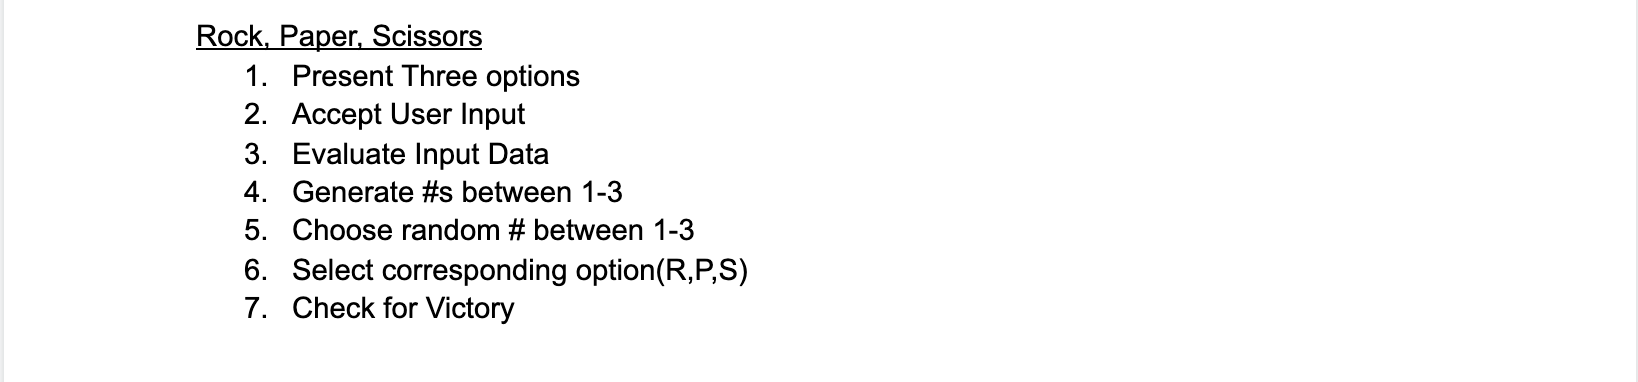 Rock, Paper, Scissors
1. Present Three options
2. Accept User Input
3. Evaluate Input Data
4. Generate #s between 1-3
5. Choose random # between 1-3
6. Select corresponding option(R,P,S)
7. Check for Victory